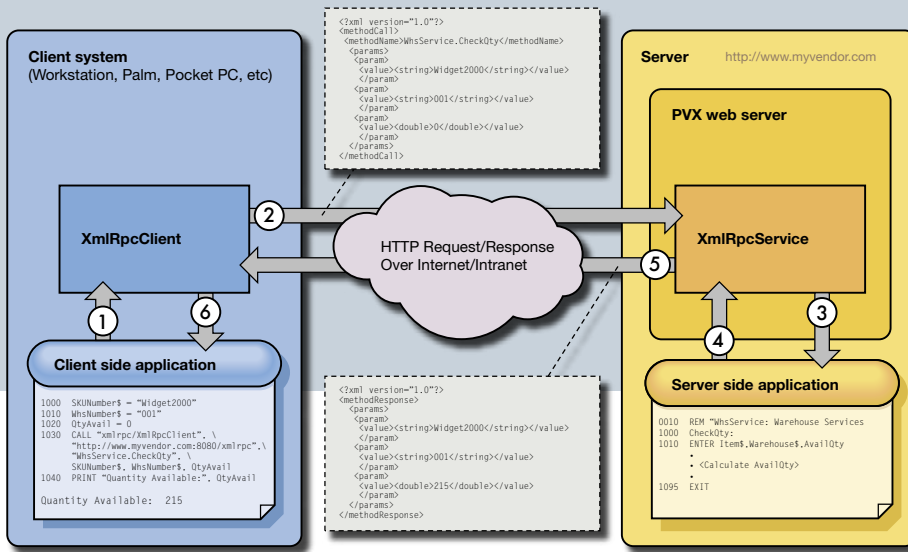 Client system
(Workstation, Palm, Pocket PC, etc)
<?xml version="1.0"?>
<methodCall>
<methodName>WhsService.CheckQty</methodName>
<params>
<param>
<value><string>Widget2000</string></value>
</param>
<param>
<value><string>001</string></value>
</param>
<param>
<value><double>0</double></value>
</param>
</params>
</methodCall>
Server http://www.myvendor.com
PVX web server
XmlRpcClient
2
HTTP Request/Response
Over Internet/Intranet
5
XmlRpcService
1
6
4
3
Client side application
1000 SKUNumber$ = "Widget2000"
1010 WhsNumber$ = "001"
1020 QtyAvail = 0
1030 CALL "xmlrpc/XmlRpcClient", \
"http://www.myvendor.com:8080/xmlrpc",\
"WhsService.CheckQty", \
SKUNumber$, WhsNumber$, QtyAvail
1040 PRINT "Quantity Available:", QtyAvail
Quantity Available: 215
<?xml version="1.0"?>
<methodResponse>
<params>
<param>
<value><string>Widget2000</string></value>
</param>
<param>
<value><string>001</string></value>
</param>
<param>
<value><double>215</double></value>
</param>
</params>
</methodResponse>
Server side application
0010 REM "WhsService: Warehouse Services
1000 CheckQty:
1010 ENTER Item$,Warehouse$,AvailQty
•
• <Calculate AvailQty>
•
1095 EXIT